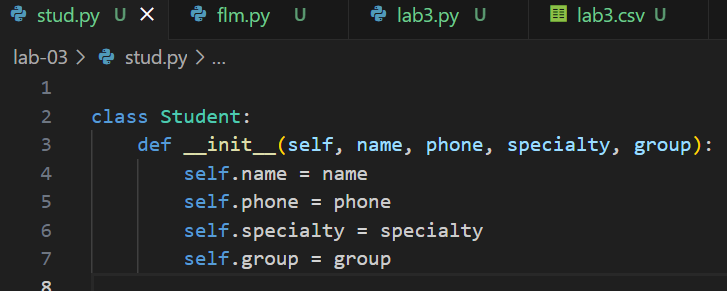 stud.py U flm.py U lab3.py U lab3.csv U
lab-03 > stud.py > ...
1
2 class Student:
3     def __init__(self, name, phone, specialty, group):
4         self.name = name
5         self.phone = phone
6         self.specialty = specialty
7         self.group = group
8